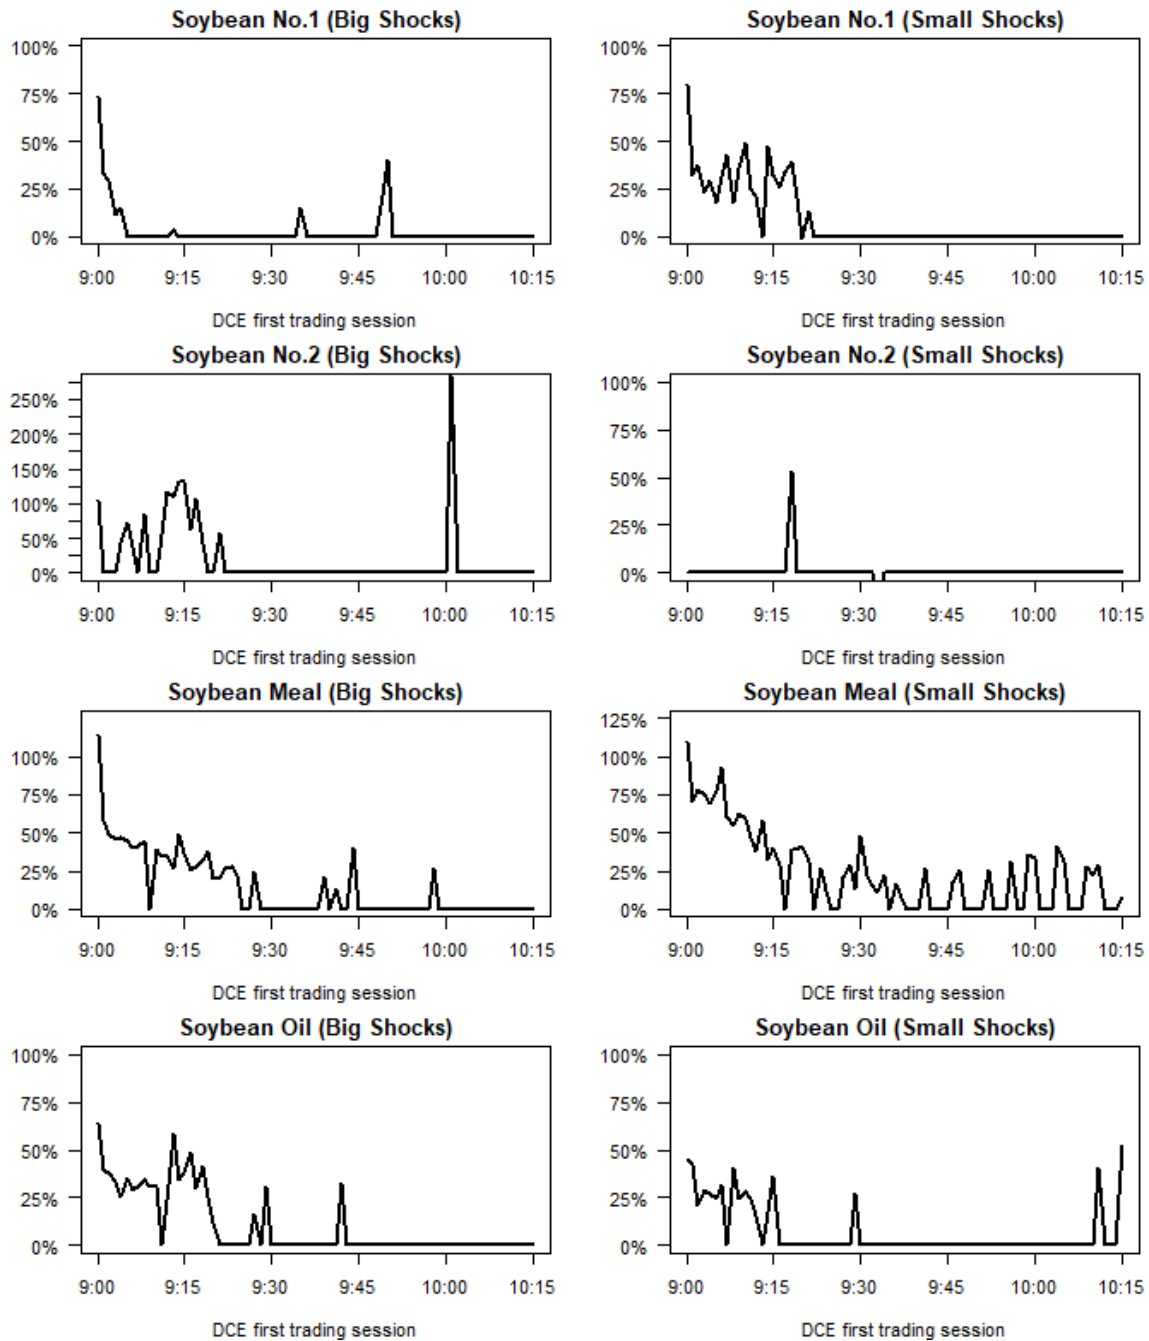 Soybean No.1 (Big Shocks)
100%
75%
50%
25%
0%
9:00 9:15 9:30 9:45 10:00 10:15
DCE first trading session
Soybean No.1 (Small Shocks)
100%
75%
50%
25%
0%
9:00 9:15 9:30 9:45 10:00 10:15
DCE first trading session
Soybean No.2 (Big Shocks)
250%
200%
150%
100%
50%
0%
9:00 9:15 9:30 9:45 10:00 10:15
DCE first trading session
Soybean No.2 (Small Shocks)
100%
75%
50%
25%
0%
9:00 9:15 9:30 9:45 10:00 10:15
DCE first trading session
Soybean Meal (Big Shocks)
100%
75%
50%
25%
0%
9:00 9:15 9:30 9:45 10:00 10:15
DCE first trading session
Soybean Meal (Small Shocks)
125%
100%
75%
50%
25%
0%
9:00 9:15 9:30 9:45 10:00 10:15
DCE first trading session
Soybean Oil (Big Shocks)
100%
75%
50%
25%
0%
9:00 9:15 9:30 9:45 10:00 10:15
DCE first trading session
Soybean Oil (Small Shocks)
100%
75%
50%
25%
0%
9:00 9:15 9:30 9:45 10:00 10:15
DCE first trading session